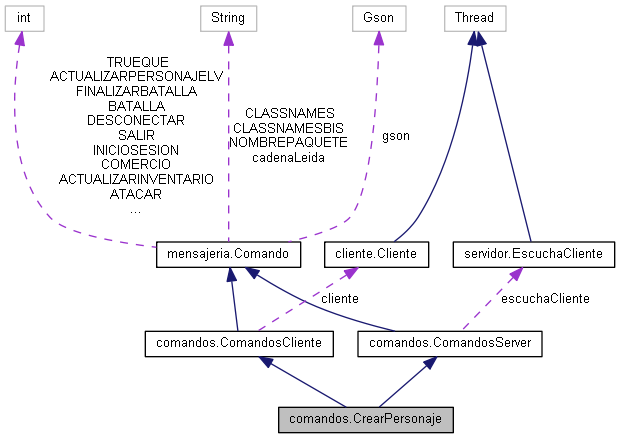 int
String
Gson
Thread
TRUEQUE
ACTUALIZARPERSONAJELV
FINALIZARBATALLA
BATALLA
DESCONECTAR
SALIR
INICIOSESION
COMERCIO
ACTUALIZARINVENTARIO
ATACAR
...
CLASSNAMES
CLASSNAMESBIS
NOMBREPAQUETE
cadenaLeida
gson
mensajeria.Comando
cliente.Cliente
servidor.EscuchaCliente
cliente
escuchaCliente
comandos.ComandosCliente
comandos.ComandosServer
comandos.CrearPersonaje